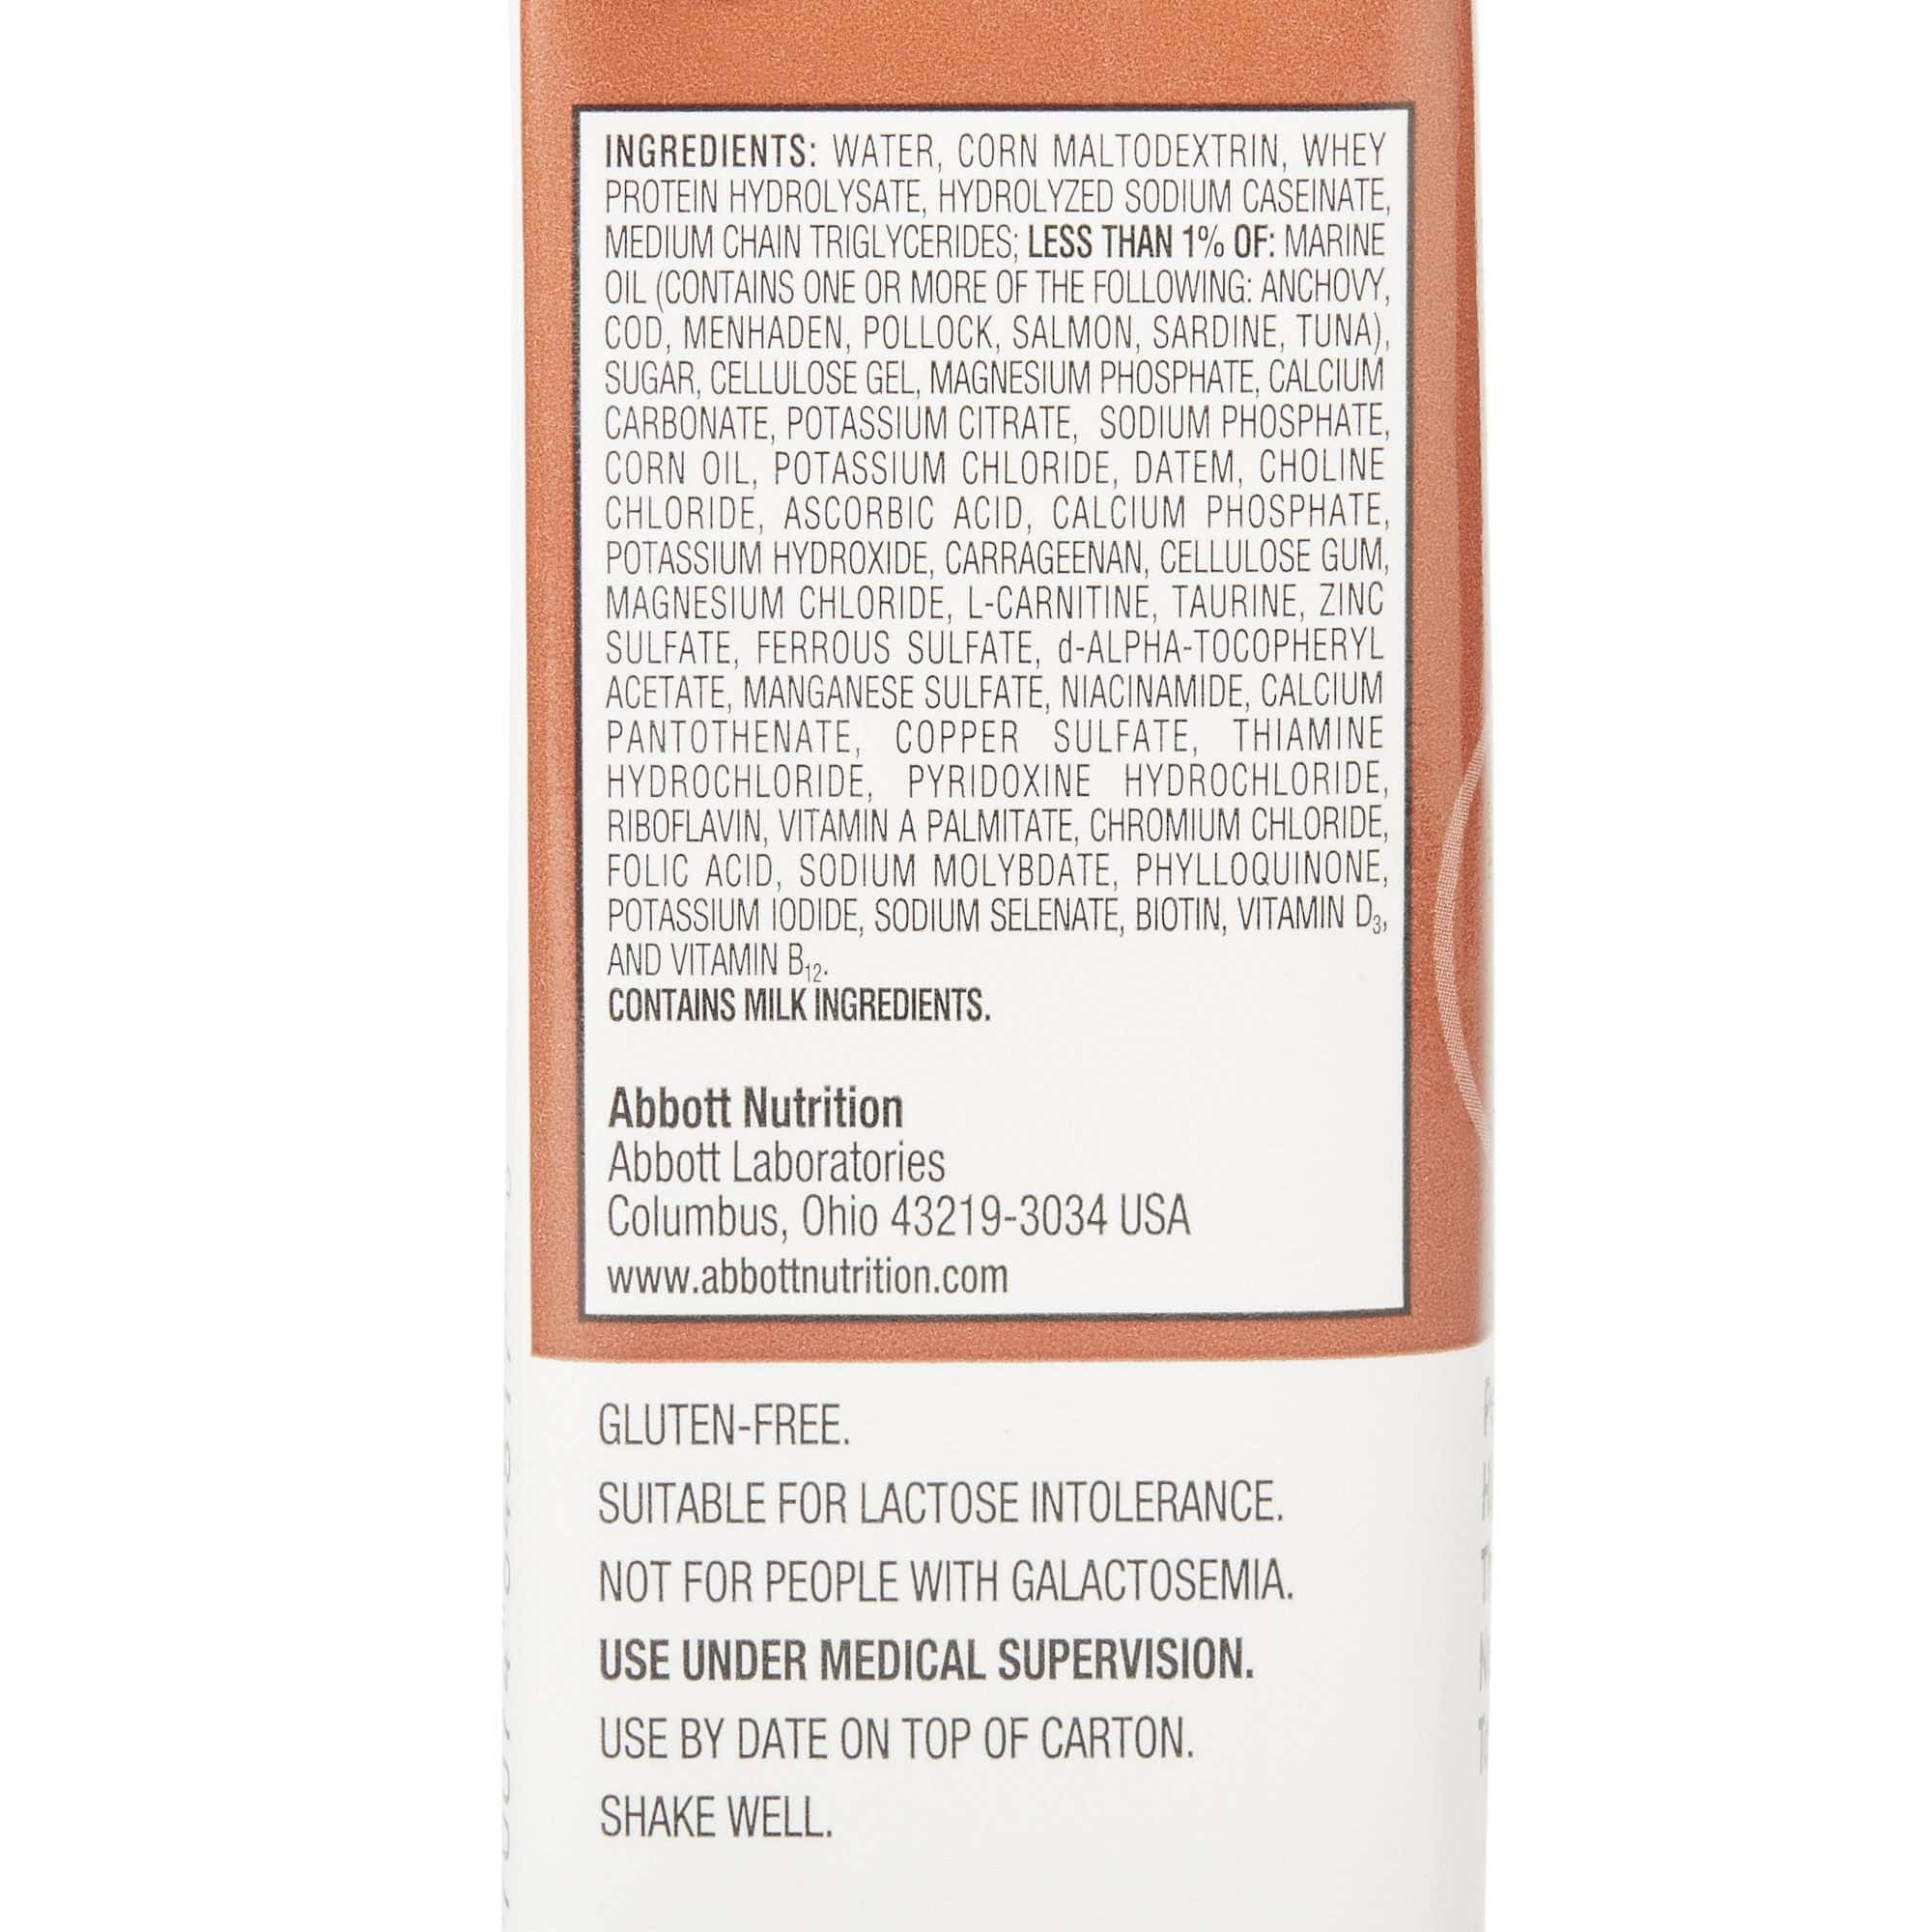 INGREDIENTS: WATER, CORN MALTODEXTRIN, WHEY
PROTEIN HYDROLYSATE, HYDROLYZED SODIUM CASEINATE,
MEDIUM CHAIN TRIGLYCERIDES; LESS THAN 1% OF: MARINE
OIL (CONTAINS ONE OR MORE OF THE FOLLOWING: ANCHOVY,
COD, MENHADEN, POLLOCK, SALMON, SARDINE, TUNA),
SUGAR, CELLULOSE GEL, MAGNESIUM PHOSPHATE, CALCIUM
CARBONATE, POTASSIUM CITRATE, SODIUM PHOSPHATE,
CORN OIL, POTASSIUM CHLORIDE, DATEM, CHOLINE
CHLORIDE, ASCORBIC ACID, CALCIUM PHOSPHATE,
POTASSIUM HYDROXIDE, CARRAGEENAN, CELLULOSE GUM,
MAGNESIUM CHLORIDE, L-CARNITINE, TAURINE, ZINC
SULFATE, FERROUS SULFATE, d-ALPHA-TOCOPHERYL
ACETATE, MANGANESE SULFATE, NIACINAMIDE, CALCIUM
PANTOTHENATE, COPPER SULFATE, THIAMINE
HYDROCHLORIDE, PYRIDOXINE HYDROCHLORIDE,
RIBOFLAVIN, VITAMIN A PALMITATE, CHROMIUM CHLORIDE,
FOLIC ACID, SODIUM MOLYBDATE, PHYLLOQUINONE,
POTASSIUM IODIDE, SODIUM SELENATE, BIOTIN, VITAMIN D₃,
AND VITAMIN B₁₂.
CONTAINS MILK INGREDIENTS.
Abbott Nutrition
Abbott Laboratories
Columbus, Ohio 43219-3034 USA
www.abbottnutrition.com
GLUTEN-FREE.
SUITABLE FOR LACTOSE INTOLERANCE.
NOT FOR PEOPLE WITH GALACTOSEMIA.
USE UNDER MEDICAL SUPERVISION.
USE BY DATE ON TOP OF CARTON.
SHAKE WELL.